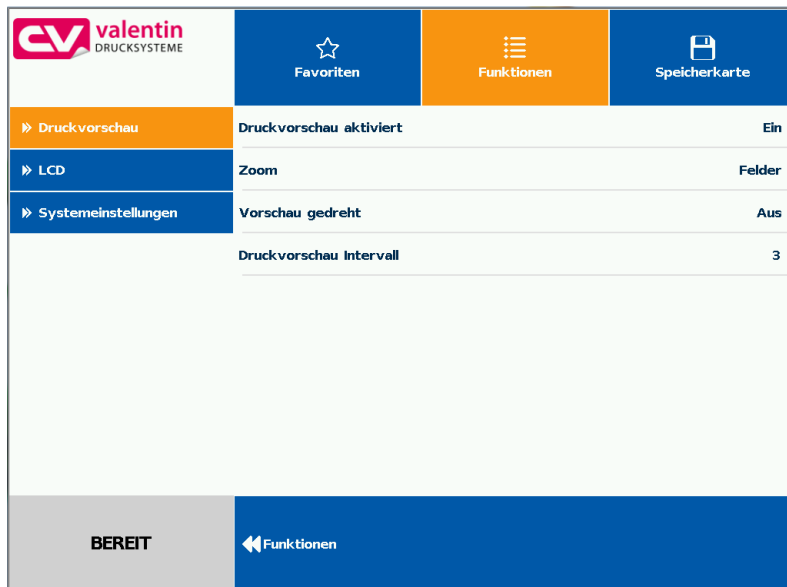 CV valentin
DRUCKSYSTEME
Favoriten
Funktionen
Speicherkarte
Druckvorschau
Druckvorschau aktiviert Ein
LCD
Zoom Felder
Systemeinstellungen
Vorschau gedreht Aus
Druckvorschau Intervall 3
BEREIT
Funktionen